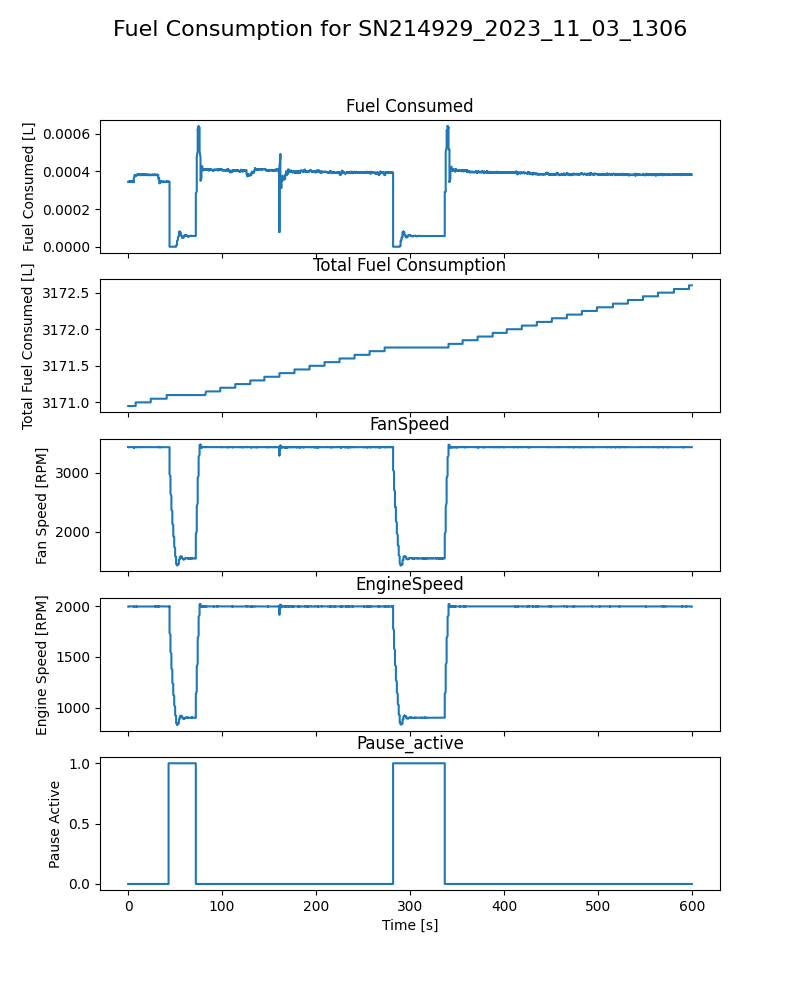 Fuel Consumption for SN214929_2023_11_03_1306
Fuel Consumed
Fuel Consumed [L]
0.0006
0.0004
0.0002
0.0000
Total Fuel Consumption
Total Fuel Consumed [L]
3172.5
3172.0
3171.5
3171.0
FanSpeed
Fan Speed [RPM]
3000
2000
EngineSpeed
Engine Speed [RPM]
2000
1500
1000
Pause_active
Pause Active
1.0
0.5
0.0
0 100 200 300 400 500 600
Time [s]